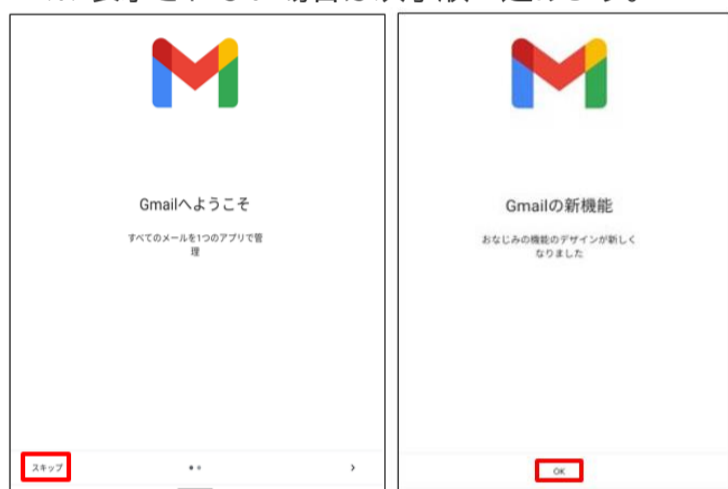 Gmailへようこそ
すべてのメールを1つのアプリで管
理
スキップ
Gmailの新機能
おなじみの機能のデザインが新しく
なりました
OK